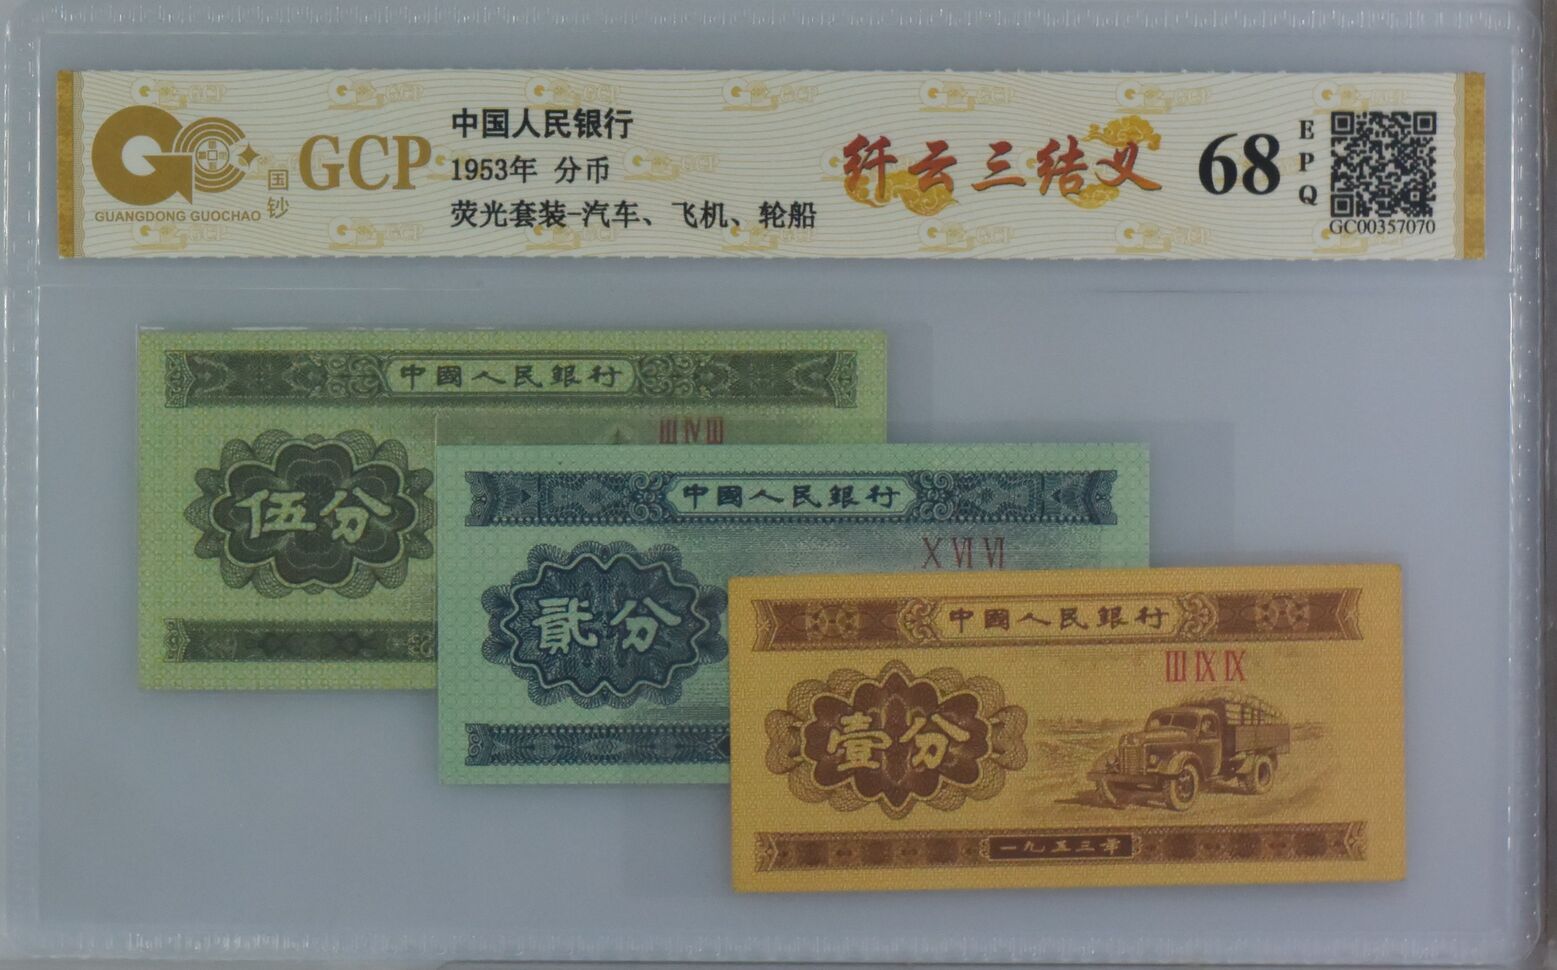 GCP
国钞
GUANGDONG GUOCHAO
中国人民银行
1953年 分币
荧光套装-汽车、飞机、轮船
纤云三结义
68
EPQ
GC00357070
中國人民銀行
III IV III
伍分
中國人民銀行
X VI VI
貳分
中國人民銀行
III IX IX
壹分
一九五三年